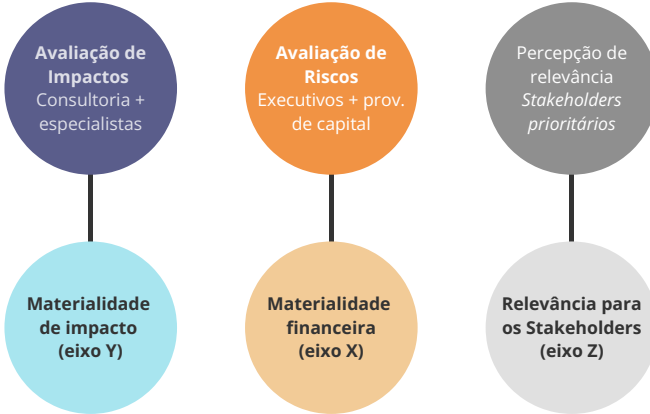 Avaliação de
Impactos
Consultoria +
especialistas
Avaliação de
Riscos
Executivos + prov.
de capital
Percepção de
relevância
Stakeholders
prioritários
Materialidade
de impacto
(eixo Y)
Materialidade
financeira
(eixo X)
Relevância para
os Stakeholders
(eixo Z)